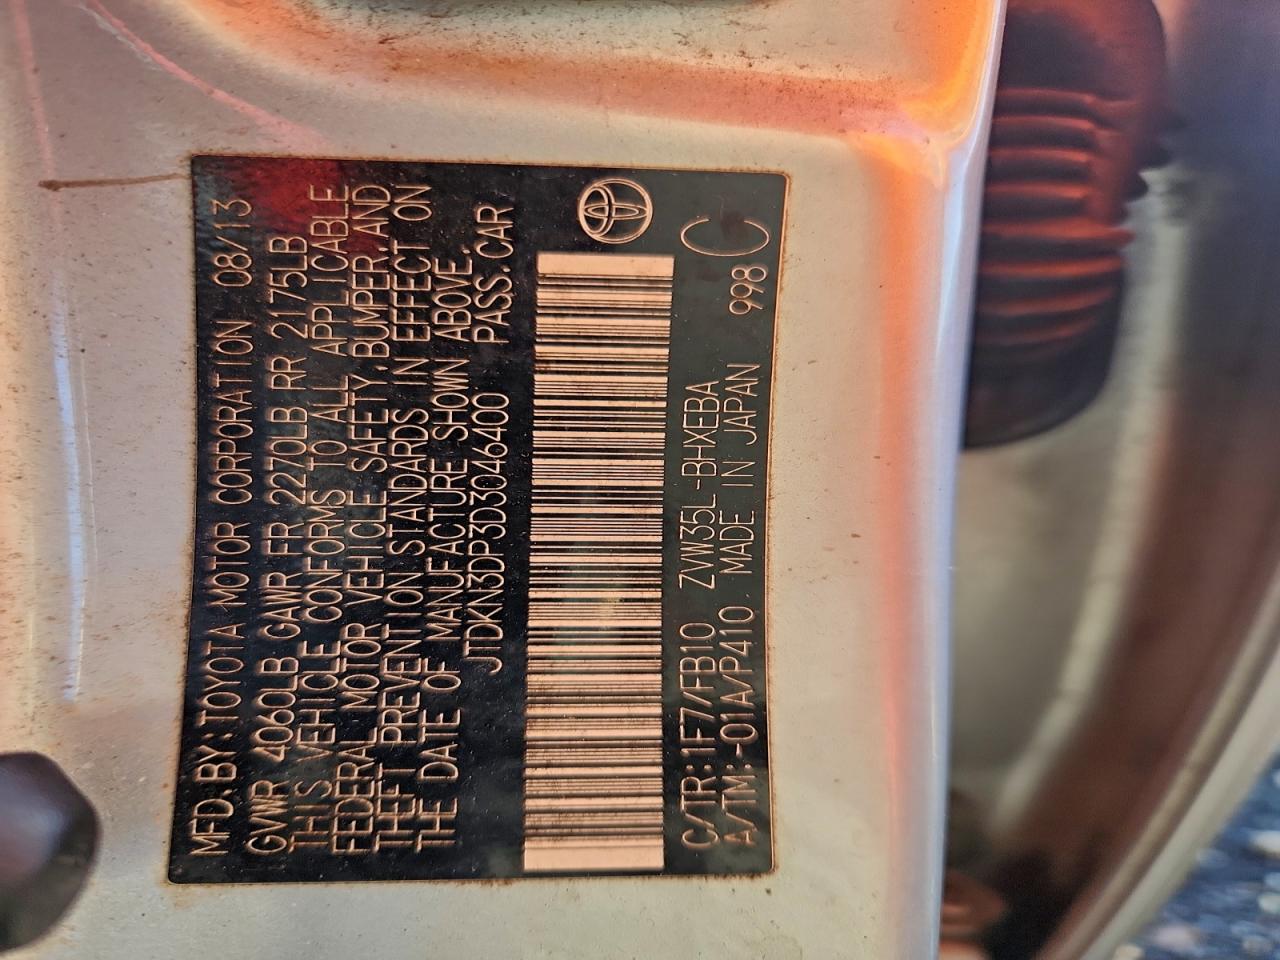 MFD.BY:TOYOTA MOTOR CORPORATION 08/13
GVWR 4060LB GAWR FR 2270LB RR 2175LB
THIS VEHICLE CONFORMS TO ALL APPLICABLE
FEDERAL MOTOR VEHICLE SAFETY,BUMPER,AND
THEFT PREVENTION STANDARDS IN EFFECT ON
THE DATE OF MANUFACTURE SHOWN ABOVE.
JTDKN3DP3D3046400 PASS.CAR
C/TR:1F7/FB10 ZVW35L-BHXEBA C
A/TM:-01A/P410 MADE IN JAPAN 998